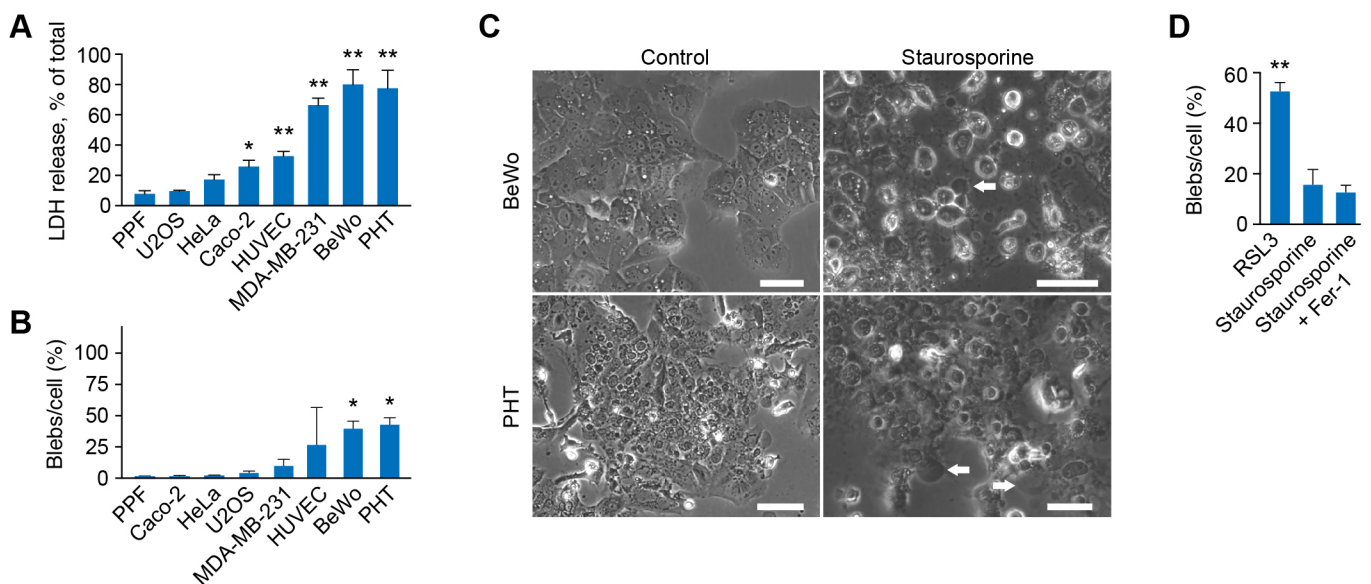 A
LDH release, % of total
100
80
60
40
20
0
*
**
**
**
**
PPF
U2OS
HeLa
Caco-2
HUVEC
MDA-MB-231
BeWo
PHT
B
Blebs/cell (%)
100
75
50
25
0
*
*
PPF
Caco-2
HeLa
U2OS
MDA-MB-231
HUVEC
BeWo
PHT
C
Control
Staurosporine
BeWo
PHT
D
Blebs/cell (%)
60
40
20
0
**
RSL3
Staurosporine
Staurosporine
+ Fer-1